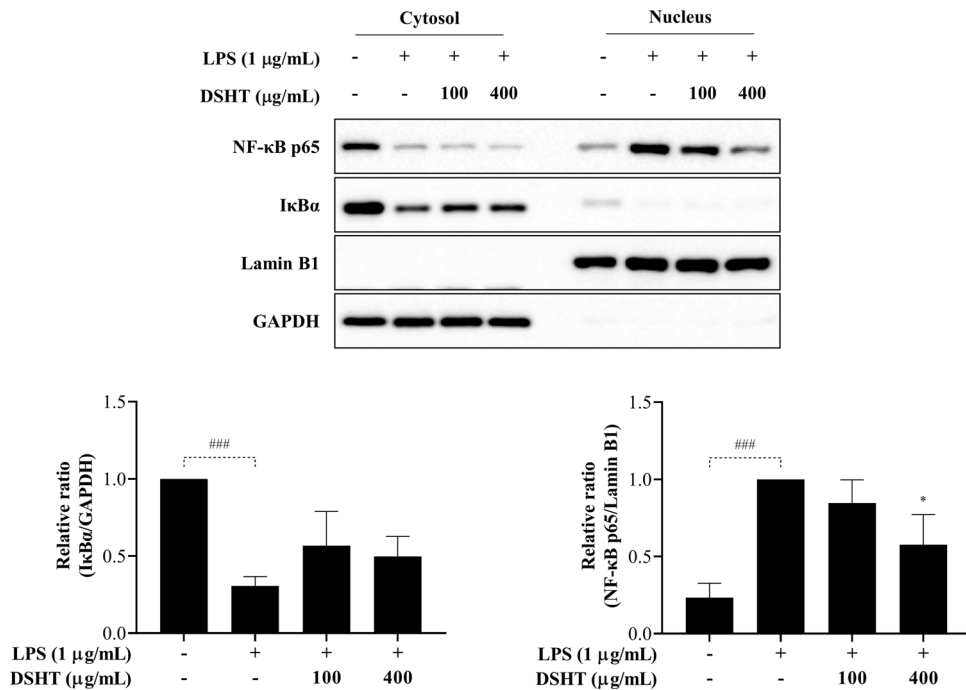 Cytosol Nucleus
LPS (1 μg/mL) - + + + - + + +
DSHT (μg/mL) - - 100 400 - - 100 400
NF-κB p65
IκBα
Lamin B1
GAPDH
Relative ratio
(IκBα/GAPDH)
1.5
1.0
0.5
0.0
###
LPS (1 μg/mL) - + + +
DSHT (μg/mL) - - 100 400
Relative ratio
(NF-κB p65/Lamin B1)
1.5
1.0
0.5
0.0
###
*
LPS (1 μg/mL) - + + +
DSHT (μg/mL) - - 100 400